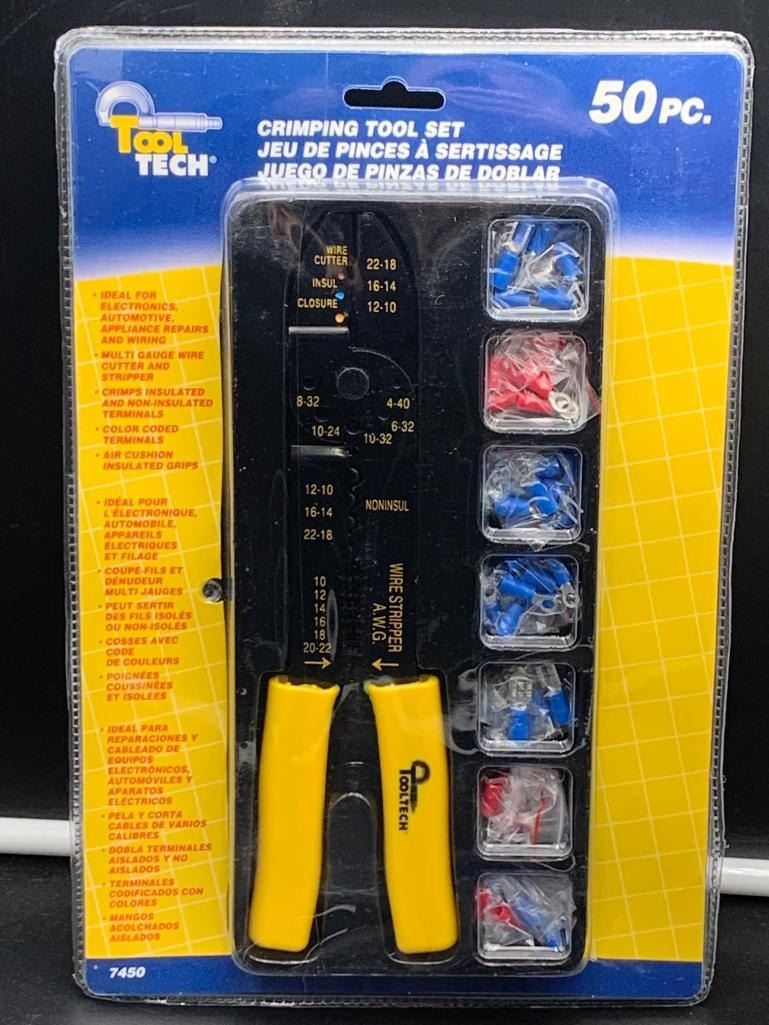 TOOL
TECH®
50 PC.
CRIMPING TOOL SET
JEU DE PINCES À SERTISSAGE
JUEGO DE PINZAS DE DOBLAR
• IDEAL FOR
ELECTRONICS,
AUTOMOTIVE,
APPLIANCE REPAIRS
AND WIRING
• MULTI GAUGE WIRE
CUTTER AND
STRIPPER
• CRIMPS INSULATED
AND NON-INSULATED
TERMINALS
• COLOR CODED
TERMINALS
• AIR CUSHION
INSULATED GRIPS
• IDÉAL POUR
L'ÉLECTRONIQUE,
AUTOMOBILE,
APPAREILS
ÉLECTRIQUES
ET FILAGE
• COUPE-FILS ET
DÉNUDEUR
MULTI JAUGES
• PEUT SERTIR
DES FILS ISOLÉS
OU NON-ISOLÉS
• COSSES AVEC
CODE
DE COULEURS
• POIGNÉES
COUSSINÉES
ET ISOLÉES
• IDEAL PARA
REPARACIONES Y
CABLEADO DE
EQUIPOS
ELECTRÓNICOS,
AUTOMÓVILES Y
APARATOS
ELÉCTRICOS
• PELA Y CORTA
CABLES DE VARIOS
CALIBRES
• DOBLA TERMINALES
AISLADOS Y NO
AISLADOS
• TERMINALES
CODIFICADOS CON
COLORES
• MANGOS
ACOLCHADOS
AISLADOS
7450
WIRE
CUTTER
22-18
INSUL
16-14
CLOSURE
12-10
8-32
4-40
10-24
10-32
6-32
12-10
16-14
22-18
NONINSUL
10
12
14
16
18
20-22
WIRE STRIPPER
A.W.G.
TOOLTECH®